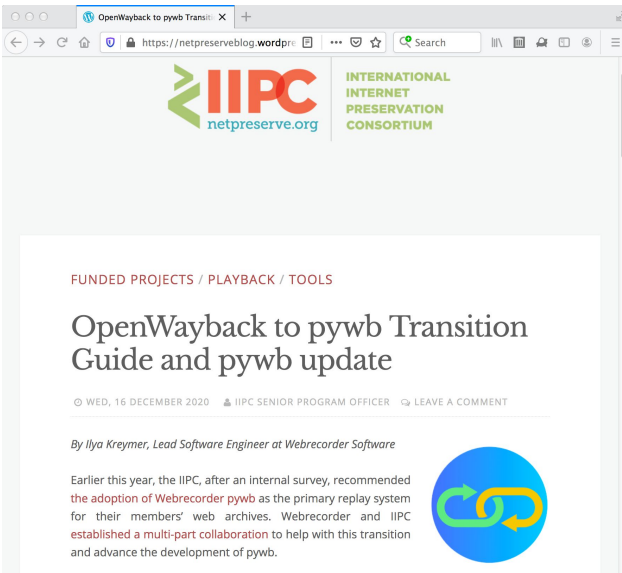 OpenWayback to pywb Transiti
https://netpreserveblog.wordpre
Search
IIPC
netpreserve.org
INTERNATIONAL
INTERNET
PRESERVATION
CONSORTIUM
FUNDED PROJECTS / PLAYBACK / TOOLS
OpenWayback to pywb Transition
Guide and pywb update
WED, 16 DECEMBER 2020 IIPC SENIOR PROGRAM OFFICER LEAVE A COMMENT
By Ilya Kreymer, Lead Software Engineer at Webrecorder Software
Earlier this year, the IIPC, after an internal survey, recommended
the adoption of Webrecorder pywb as the primary replay system
for their members' web archives. Webrecorder and IIPC
established a multi-part collaboration to help with this transition
and advance the development of pywb.